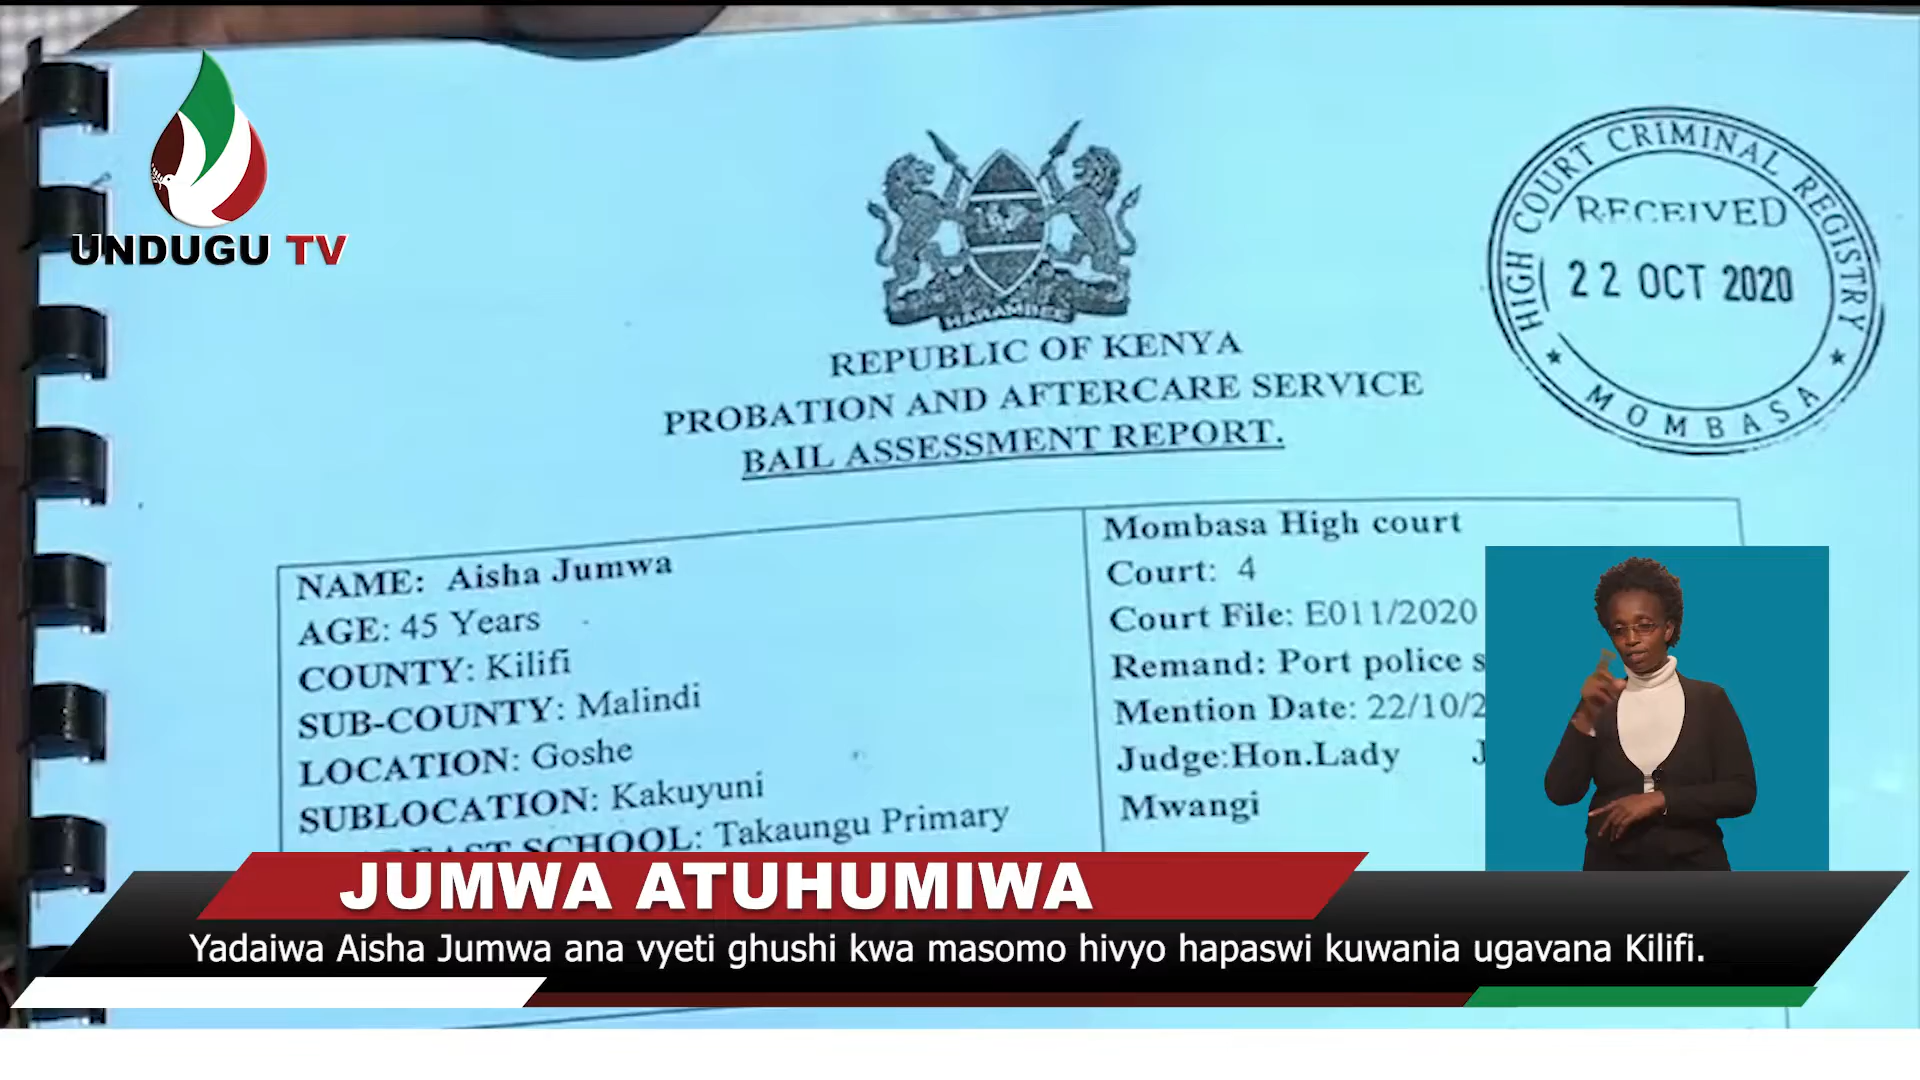 UNDUGU TV
HIGH COURT CRIMINAL REGISTRY
RECEIVED
22 OCT 2020
MOMBASA
HARAMBEE
REPUBLIC OF KENYA
PROBATION AND AFTERCARE SERVICE
BAIL ASSESSMENT REPORT.
NAME: Aisha Jumwa
AGE: 45 Years
COUNTY: Kilifi
SUB-COUNTY: Malindi
LOCATION: Goshe
SUBLOCATION: Kakuyuni
SCHOOL: Takaungu Primary
Mombasa High court
Court: 4
Court File: E011/2020
Remand: Port police s
Mention Date: 22/10/2
Judge:Hon.Lady J
Mwangi
JUMWA ATUHUMIWA
Yadaiwa Aisha Jumwa ana vyeti ghushi kwa masomo hivyo hapaswi kuwania ugavana Kilifi.